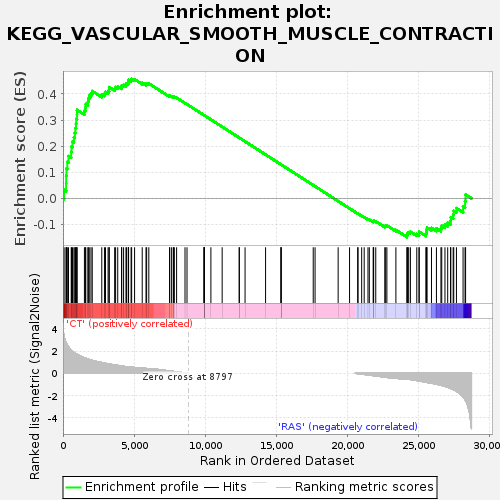 Enrichment plot:
KEGG_VASCULAR_SMOOTH_MUSCLE_CONTRACTI
ON
Enrichment score (ES)
0.4
0.3
0.2
0.1
0.0
-0.1
Ranked list metric (Signal2Noise)
'CT' (positively correlated)
4
2
0
-2
-4
Zero cross at 8797
'RAS' (negatively correlated)
0
5,000
10,000
15,000
20,000
25,000
30,000
Rank in Ordered Dataset
Enrichment profile
Hits
Ranking metric scores